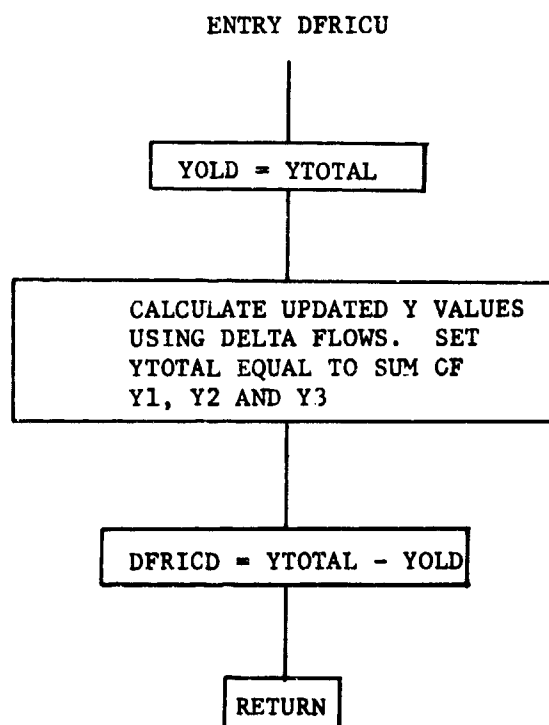 ENTRY DFRICU
YOLD = YTOTAL
CALCULATE UPDATED Y VALUES
USING DELTA FLOWS. SET
YTOTAL EQUAL TO SUM OF
Y1, Y2 AND Y3
DFRICD = YTOTAL - YOLD
RETURN